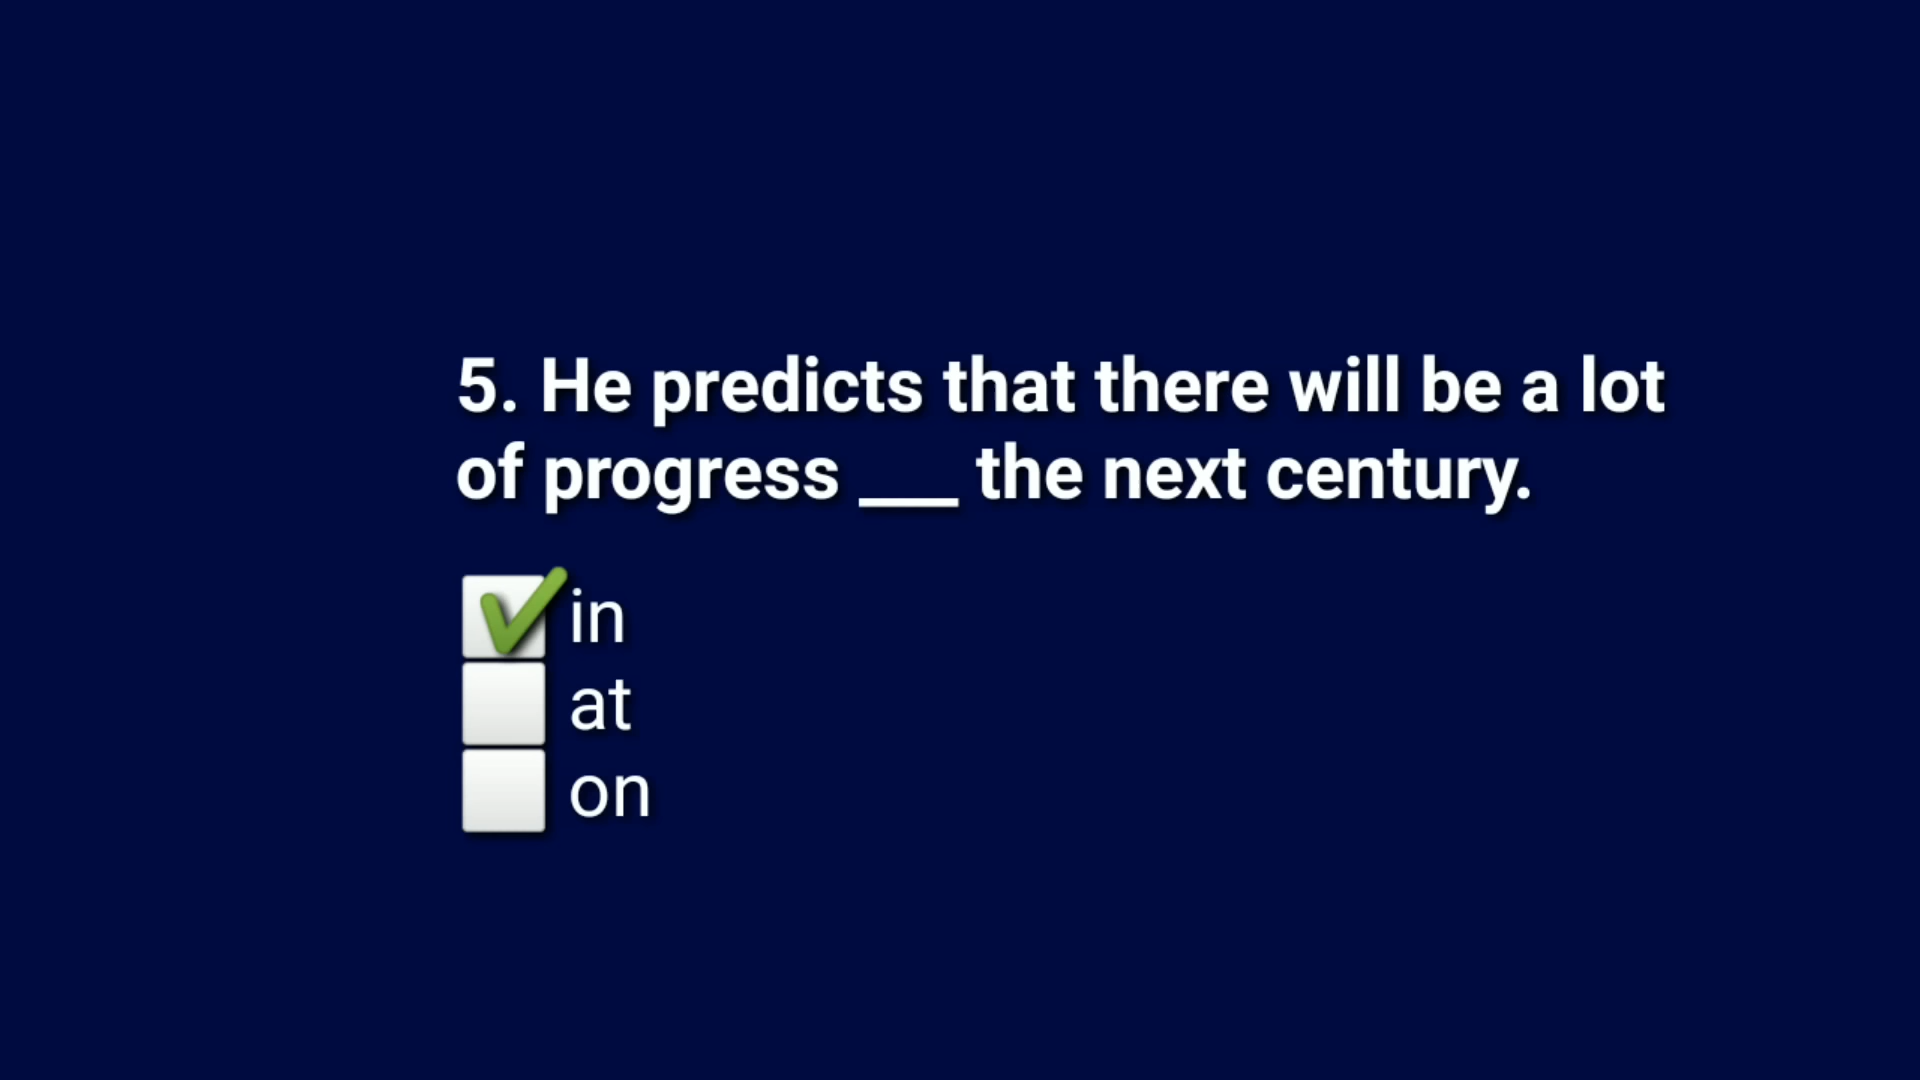 5. He predicts that there will be a lot
of progress ___ the next century.
✔ in
at
on